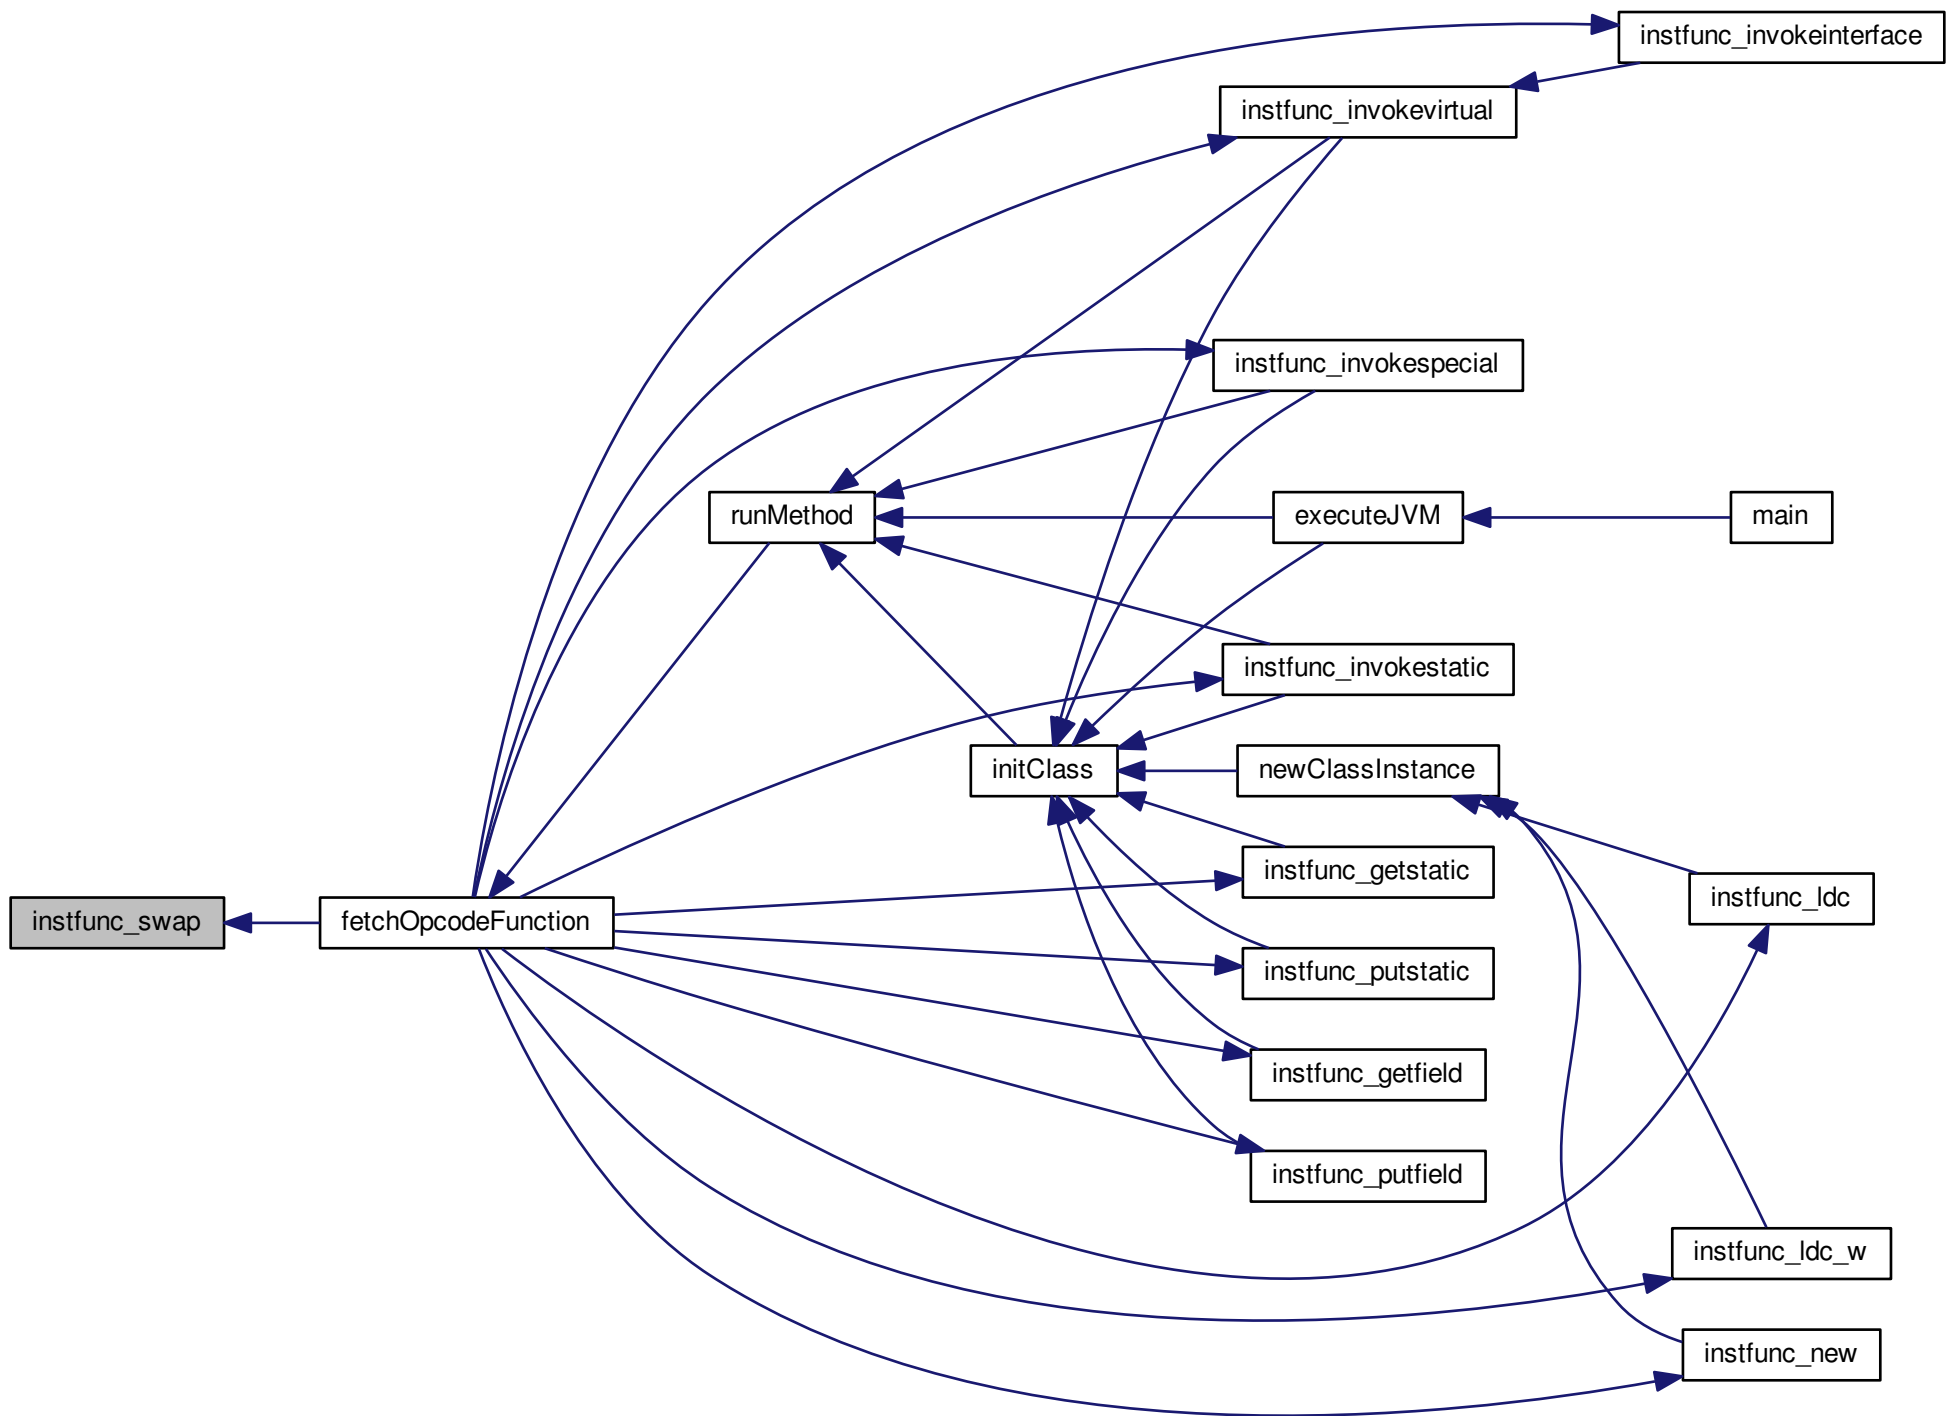 instfunc_invokeinterface
instfunc_invokevirtual
instfunc_invokespecial
runMethod
executeJVM
main
instfunc_invokestatic
initClass
newClassInstance
instfunc_getstatic
instfunc_ldc
instfunc_swap
fetchOpcodeFunction
instfunc_putstatic
instfunc_getfield
instfunc_putfield
instfunc_ldc_w
instfunc_new